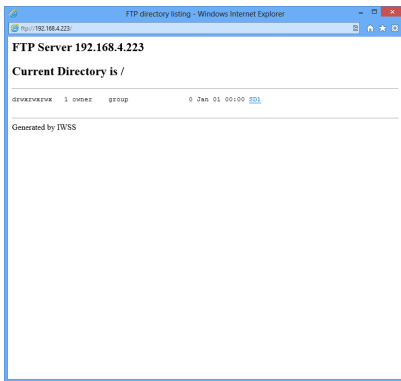 FTP directory listing - Windows Internet Explorer
ftp://192.168.4.223/
FTP Server 192.168.4.223
Current Directory is /
drwxrwxrwx 1 owner group 0 Jan 01 00:00 SD1
Generated by IWSS